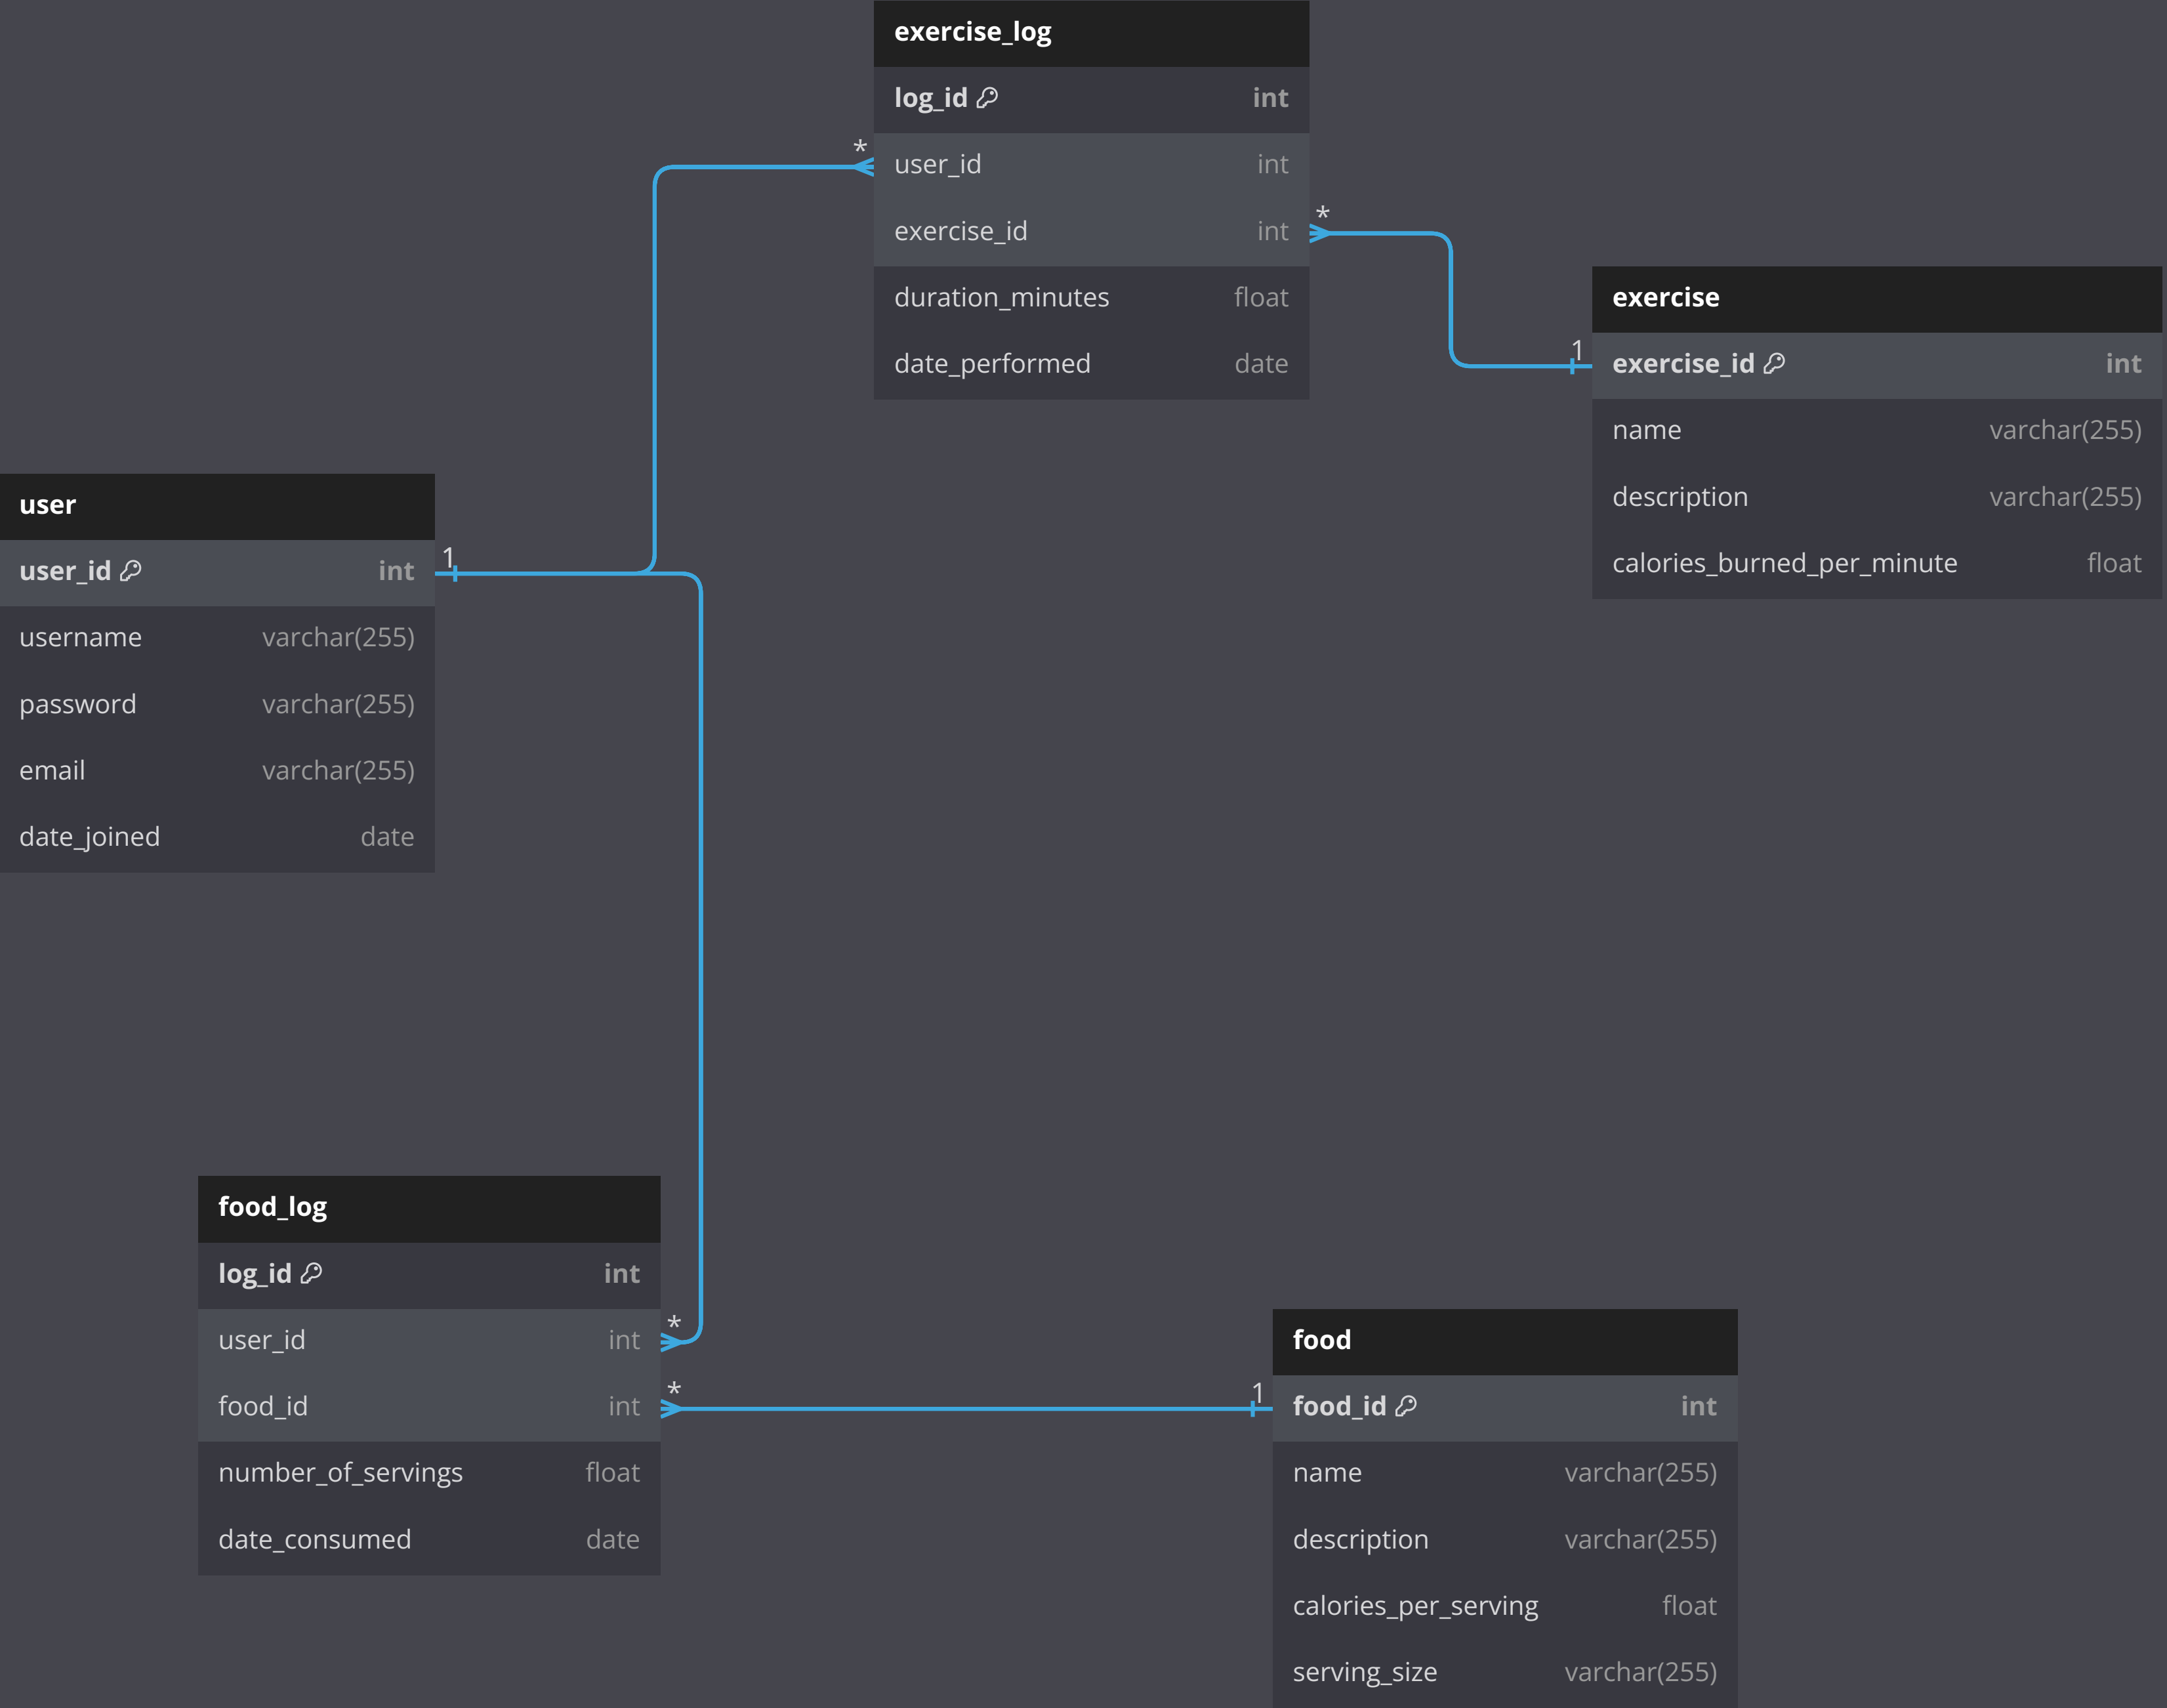 exercise_log
log_id int
* user_id int
exercise_id int *
duration_minutes float
date_performed date
exercise
1 exercise_id int
name varchar(255)
description varchar(255)
calories_burned_per_minute float
user
user_id int 1
username varchar(255)
password varchar(255)
email varchar(255)
date_joined date
food_log
log_id int
user_id int *
food_id int *
number_of_servings float
date_consumed date
food
1 food_id int
name varchar(255)
description varchar(255)
calories_per_serving float
serving_size varchar(255)